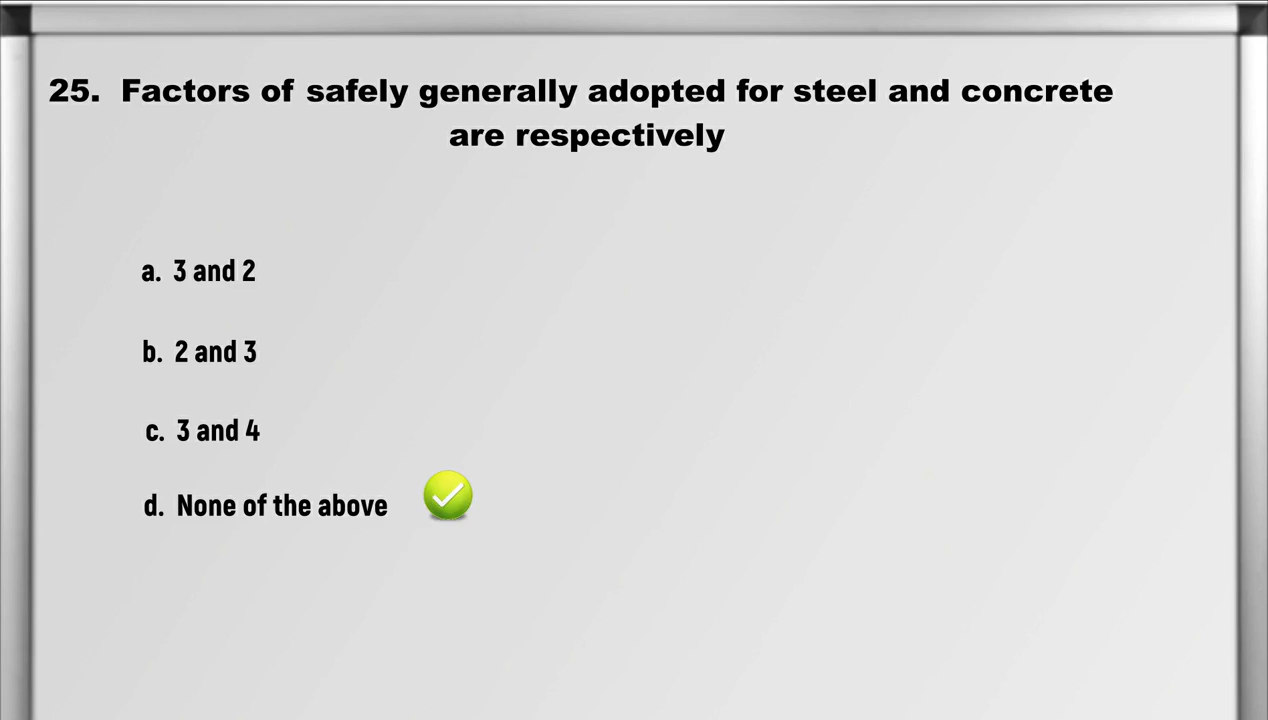 25. Factors of safely generally adopted for steel and concrete
are respectively
a. 3 and 2
b. 2 and 3
c. 3 and 4
d. None of the above